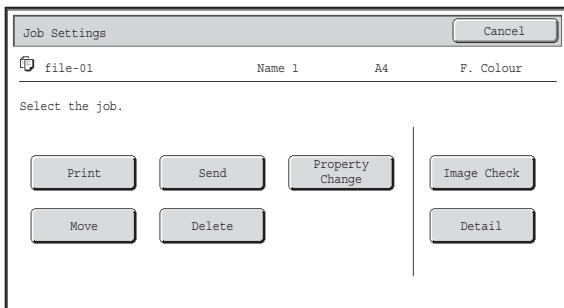 Job Settings Cancel
file-01 Name 1 A4 F. Colour
Select the job.
Print Send Property Change Image Check
Move Delete Detail